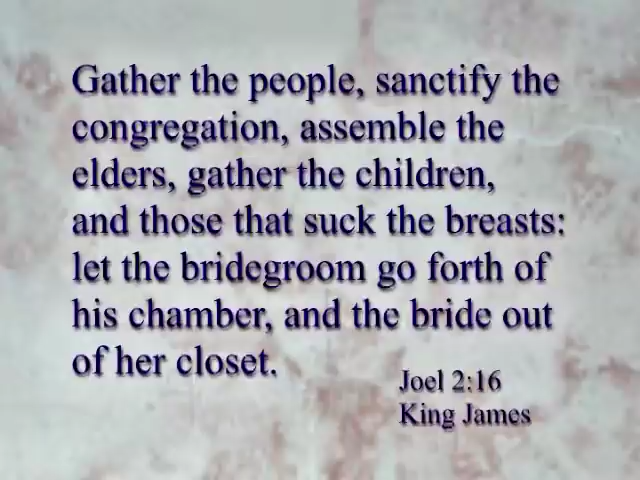 Gather the people, sanctify the
congregation, assemble the
elders, gather the children,
and those that suck the breasts:
let the bridegroom go forth of
his chamber, and the bride out
of her closet.
Joel 2:16
King James